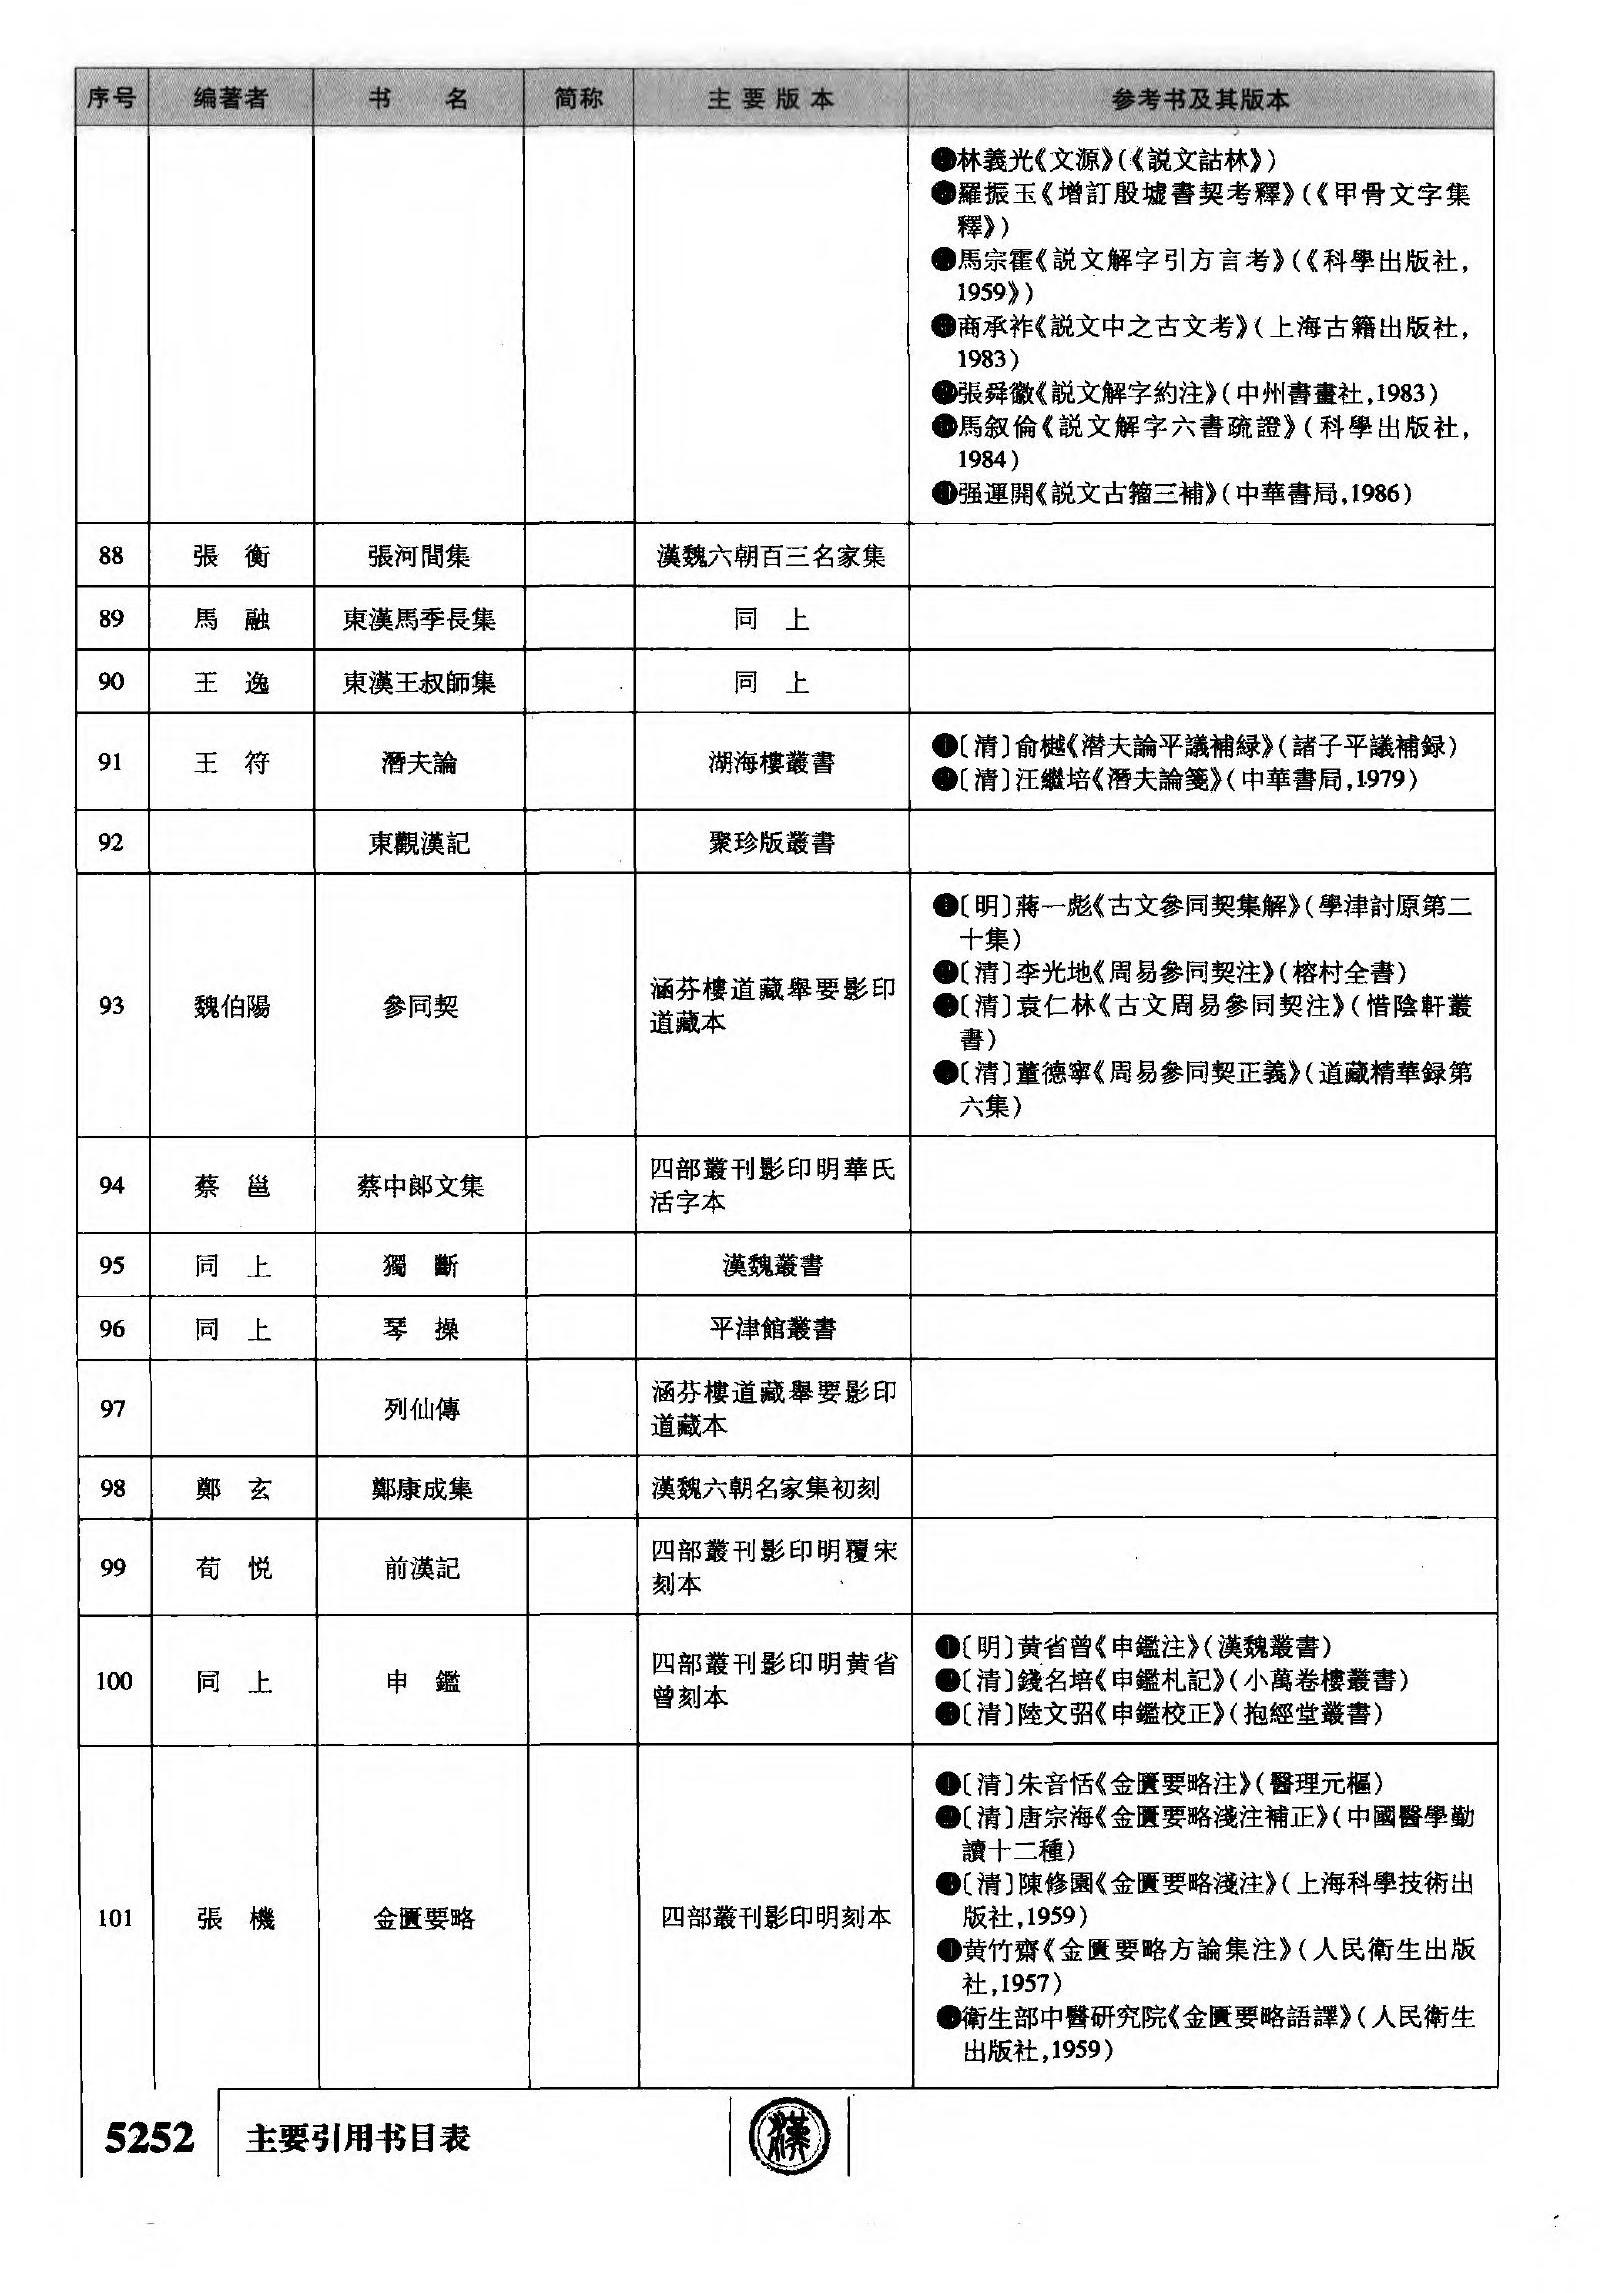 序号 编著者 书 名 简称 主要版本 参考书及其版本
●林義光《文源》(《説文詁林》)
●羅振玉《增訂殷墟書契考釋》(《甲骨文字集
釋》)
●馬宗霍《説文解字引方言考》(《科學出版社,
1959》)
●商承祚《説文中之古文考》(上海古籍出版社,
1983)
●張舜徽《説文解字約注》(中州書畫社,1983)
●馬叙倫《説文解字六書疏證》(科學出版社,
1984)
●强運開《説文古籀三補》(中華書局,1986)
88 張 衡 張河間集 漢魏六朝百三名家集
89 馬 融 東漢馬季長集 同 上
90 王 逸 東漢王叔師集 同 上
91 王 符 潛夫論 湖海樓叢書
❶〔清〕俞樾《潛夫論平議補録》(諸子平議補録)
❷〔清〕汪繼培《潛夫論箋》(中華書局,1979)
92 東觀漢記 聚珍版叢書
93 魏伯陽 參同契
涵芬樓道藏舉要影印
道藏本
❶〔明〕蔣一彪《古文參同契集解》(學津討原第二
十集)
❷〔清〕李光地《周易參同契注》(榕村全書)
❸〔清〕袁仁林《古文周易參同契注》(惜陰軒叢
書)
❹〔清〕董德寧《周易參同契正義》(道藏精華録第
六集)
94 蔡 邕 蔡中郎文集
四部叢刊影印明華氏
活字本
95 同 上 獨 斷 漢魏叢書
96 同 上 琴 操 平津館叢書
97 列仙傳
涵芬樓道藏舉要影印
道藏本
98 鄭 玄 鄭康成集 漢魏六朝名家集初刻
99 荀 悦 前漢記
四部叢刊影印明覆宋
刻本
100 同 上 申 鑑
四部叢刊影印明黄省
曾刻本
❶〔明〕黄省曾《申鑑注》(漢魏叢書)
❷〔清〕錢名培《申鑑札記》(小萬卷樓叢書)
❸〔清〕陸文弨《申鑑校正》(抱經堂叢書)
101 張 機 金匱要略 四部叢刊影印明刻本
❶〔清〕朱音恬《金匱要略注》(醫理元樞)
❷〔清〕唐宗海《金匱要略淺注補正》(中國醫學勤
讀十二種)
❸〔清〕陳修園《金匱要略淺注》(上海科學技術出
版社,1959)
❹黄竹齋《金匱要略方論集注》(人民衛生出版
社,1957)
❺衛生部中醫研究院《金匱要略語譯》(人民衛生
出版社,1959)
5252 主要引用书目表 漢